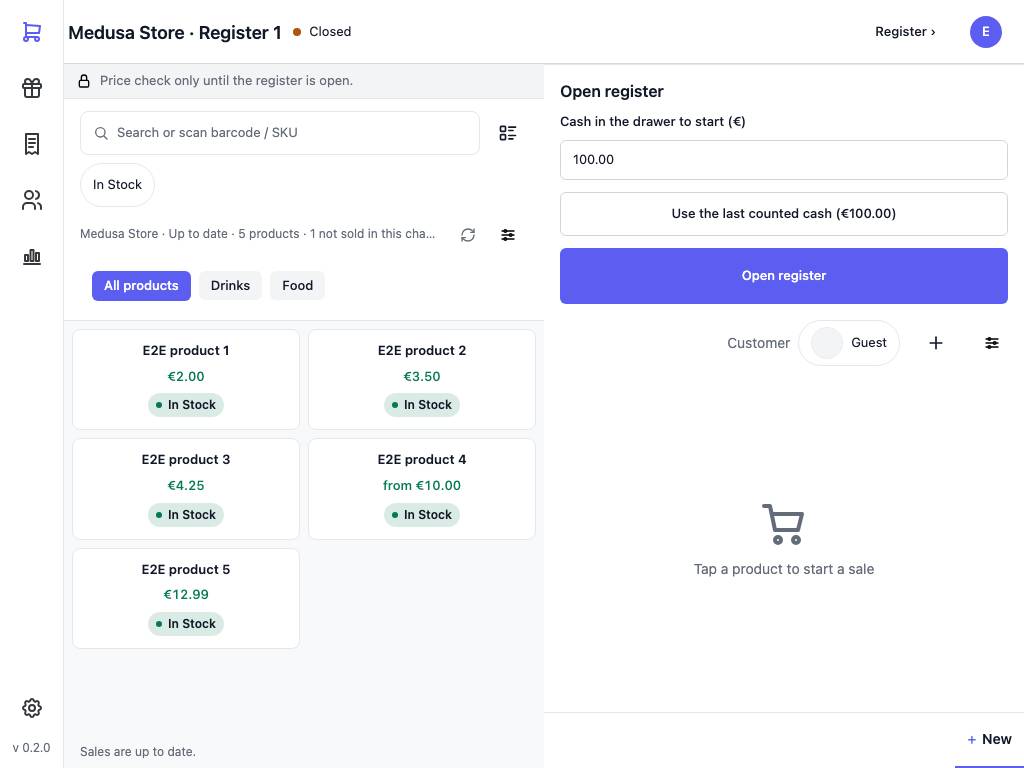 Medusa Store · Register 1
Closed
Register ›
E
Price check only until the register is open.
Search or scan barcode / SKU
In Stock
Medusa Store · Up to date · 5 products · 1 not sold in this cha...
All products
Drinks
Food
E2E product 1
€2.00
In Stock
E2E product 2
€3.50
In Stock
E2E product 3
€4.25
In Stock
E2E product 4
from €10.00
In Stock
E2E product 5
€12.99
In Stock
Sales are up to date.
v 0.2.0
Open register
Cash in the drawer to start (€)
100.00
Use the last counted cash (€100.00)
Open register
Customer
Guest
Tap a product to start a sale
+ New